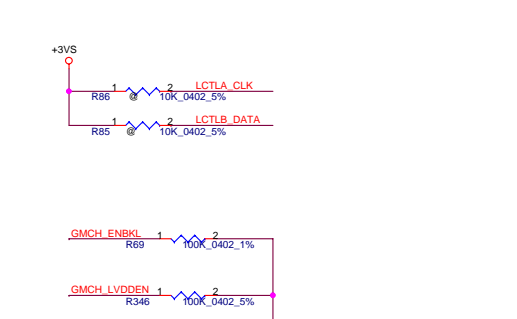 +3VS
1 2 LCTLA_CLK
R86 @ 10K_0402_5%
1 2 LCTLB_DATA
R85 @ 10K_0402_5%
GMCH_ENBKL 1 2
R69 100K_0402_1%
GMCH_LVDDEN 1 2
R346 100K_0402_5%